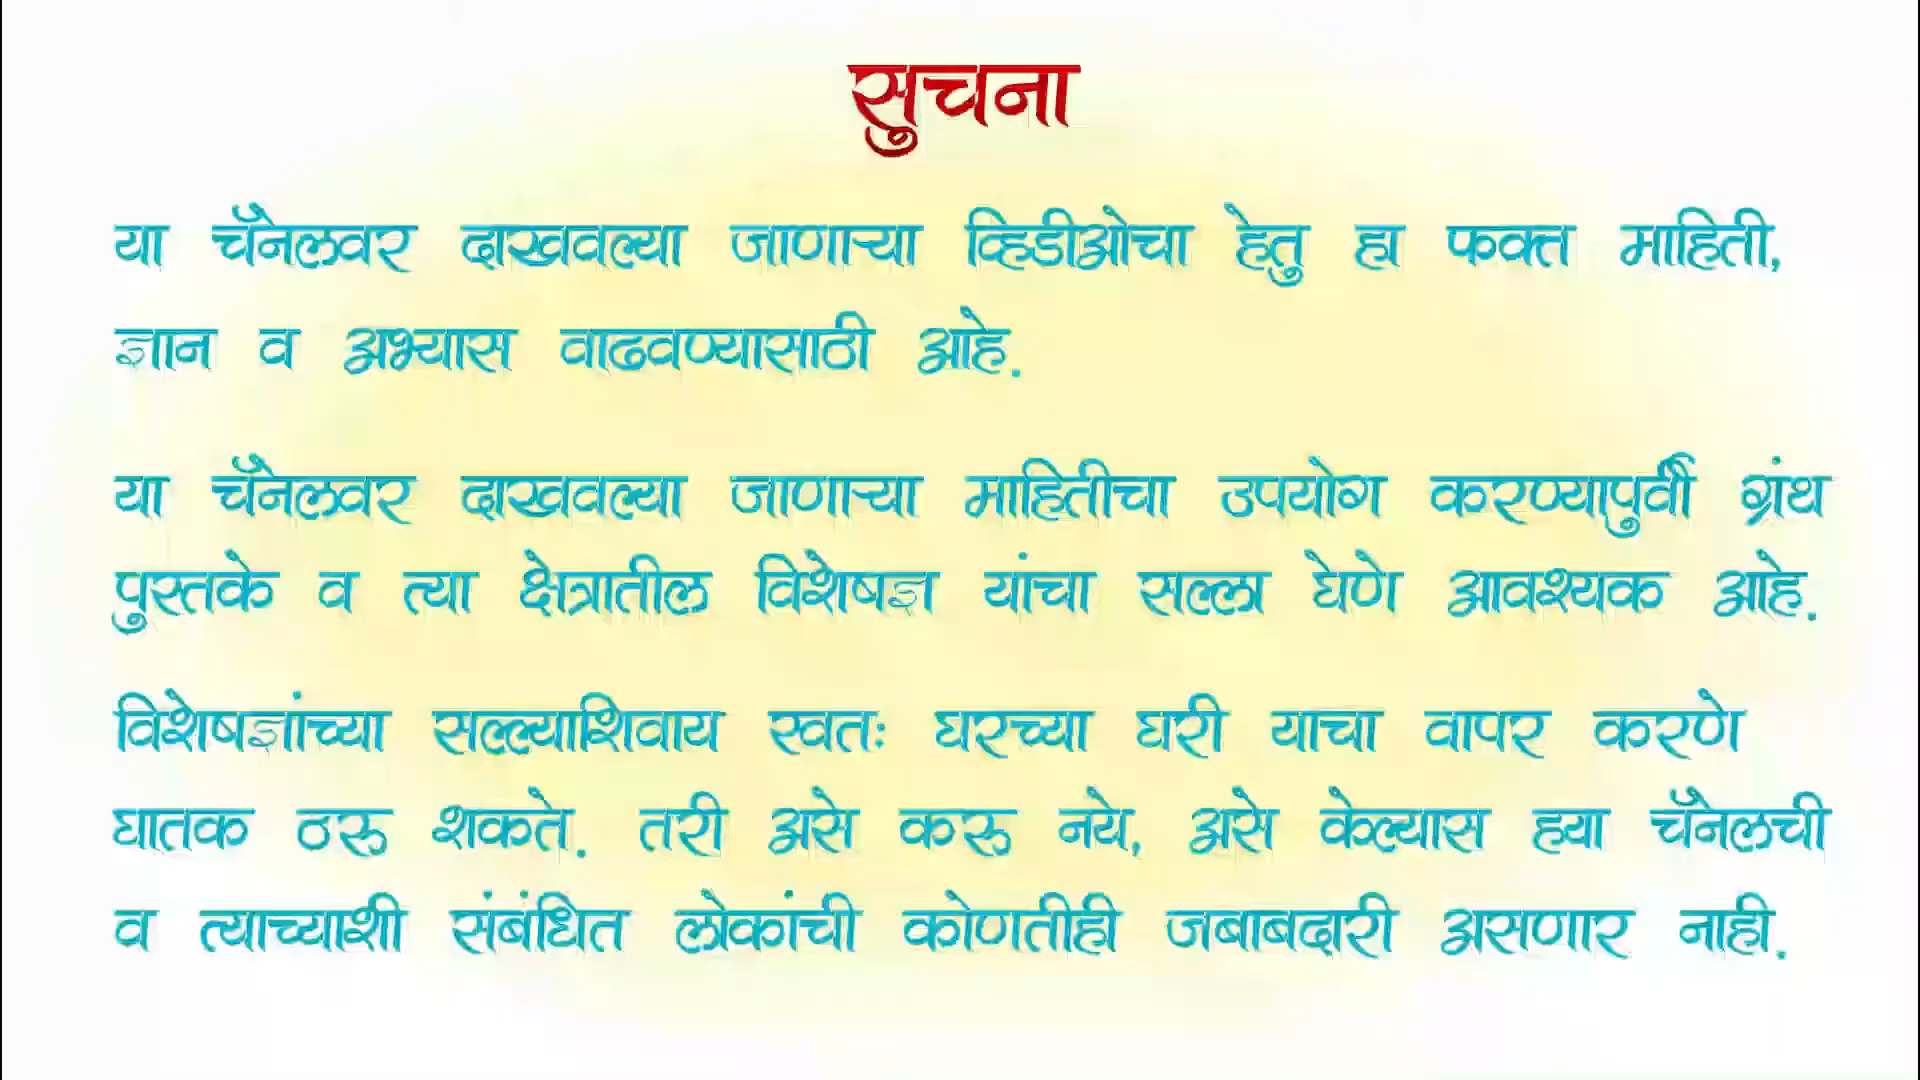 सुचना
या चॅनेलवर दाखवल्या जाणाऱ्या व्हिडीओचा हेतु हा फक्त माहिती,
ज्ञान व अभ्यास वाढवण्यासाठी आहे.
या चॅनेलवर दाखवल्या जाणाऱ्या माहितीचा उपयोग करण्यापुर्वी ग्रंथ
पुस्तके व त्या क्षेत्रातील विशेषज्ञ यांचा सल्ला घेणे आवश्यक आहे.
विशेषज्ञांच्या सल्ल्याशिवाय स्वतः घरच्या घरी याचा वापर करणे
घातक ठरू शकते. तरी असे करू नये, असे केल्यास ह्या चॅनेलची
व त्याच्याशी संबंधित लोकांची कोणतीही जबाबदारी असणार नाही.